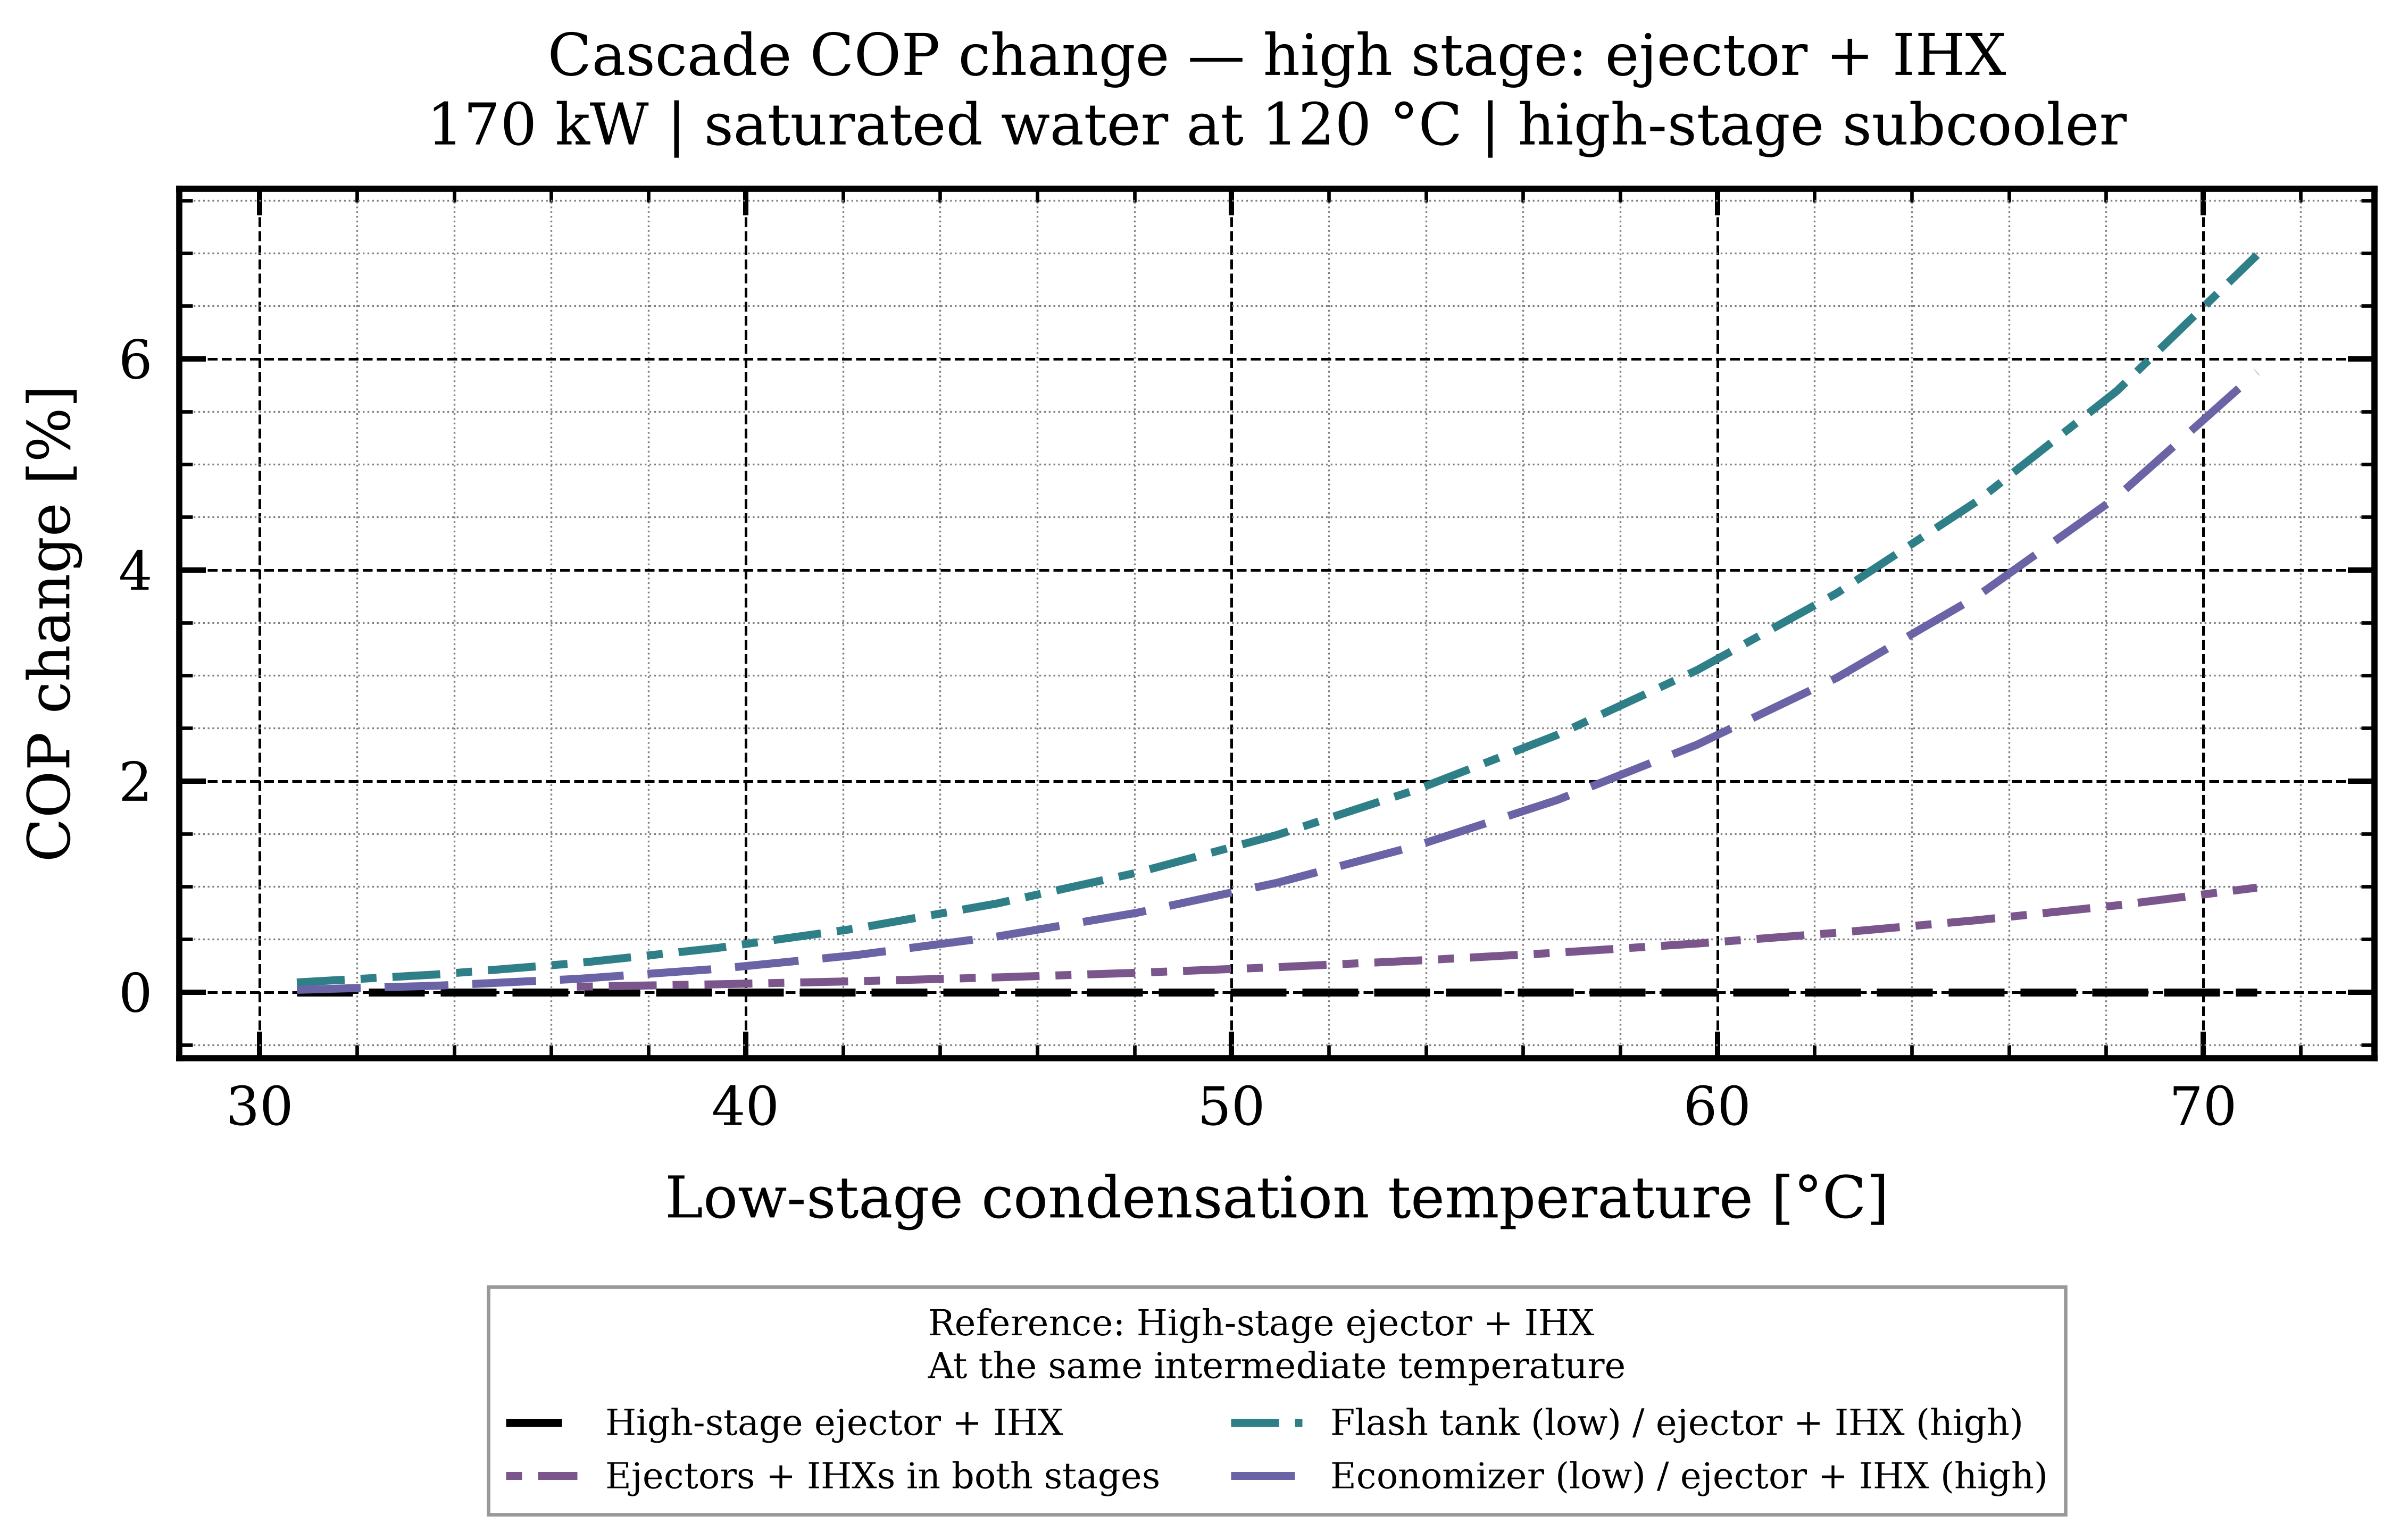 Cascade COP change — high stage: ejector + IHX
170 kW | saturated water at 120 °C | high-stage subcooler
COP change [%]
6
4
2
0
30 40 50 60 70
Low-stage condensation temperature [°C]
Reference: High-stage ejector + IHX
At the same intermediate temperature
High-stage ejector + IHX
Ejectors + IHXs in both stages
Flash tank (low) / ejector + IHX (high)
Economizer (low) / ejector + IHX (high)